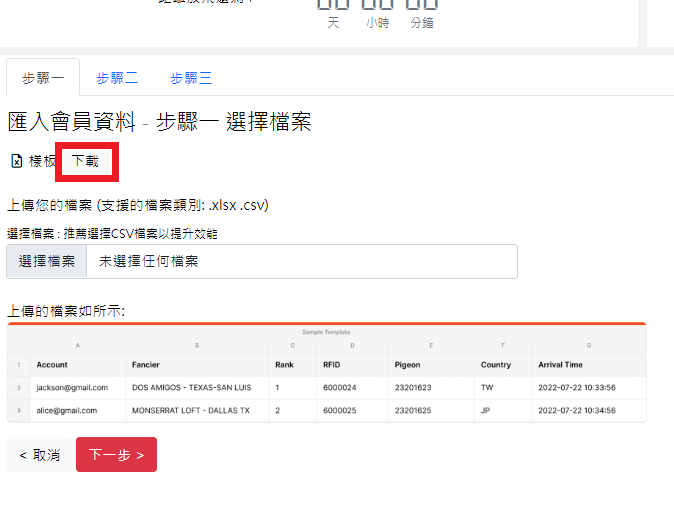 天 小時 分鐘
步驟一 步驟二 步驟三
匯入會員資料 - 步驟一 選擇檔案
樣板 下載
上傳您的檔案 (支援的檔案類別: .xlsx .csv)
選擇檔案 : 推薦選擇CSV檔案以提升效能
選擇檔案 未選擇任何檔案
上傳的檔案如所示:
Sample Template
A B C D E F G
1 Account Fancier Rank RFID Pigeon Country Arrival Time
2 jackson@gmail.com DOS AMIGOS - TEXAS-SAN LUIS 1 6000024 23201623 TW 2022-07-22 10:33:56
3 alice@gmail.com MONSERRAT LOFT - DALLAS TX 2 6000025 23201625 JP 2022-07-22 10:34:56
< 取消 下一步 >